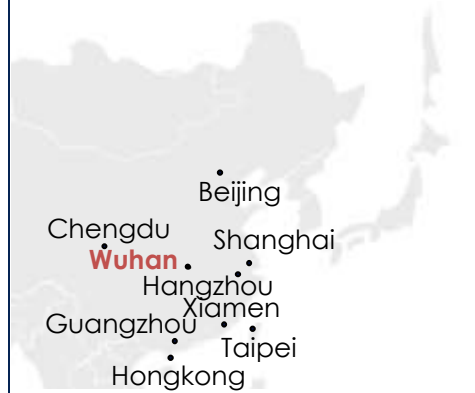 Beijing
Chengdu
Shanghai
Wuhan
Hangzhou
Xiamen
Guangzhou
Taipei
Hongkong